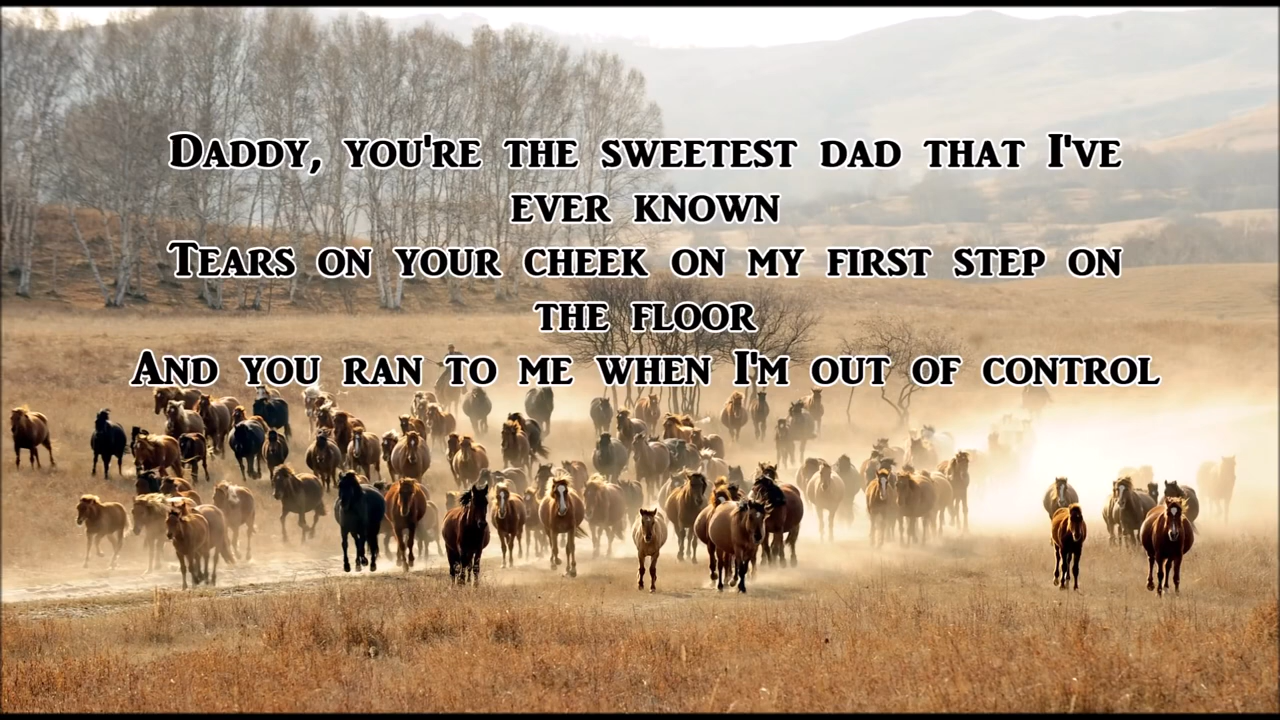 Daddy, you're the sweetest dad that I've
ever known
Tears on your cheek on my first step on
the floor
And you ran to me when I'm out of control